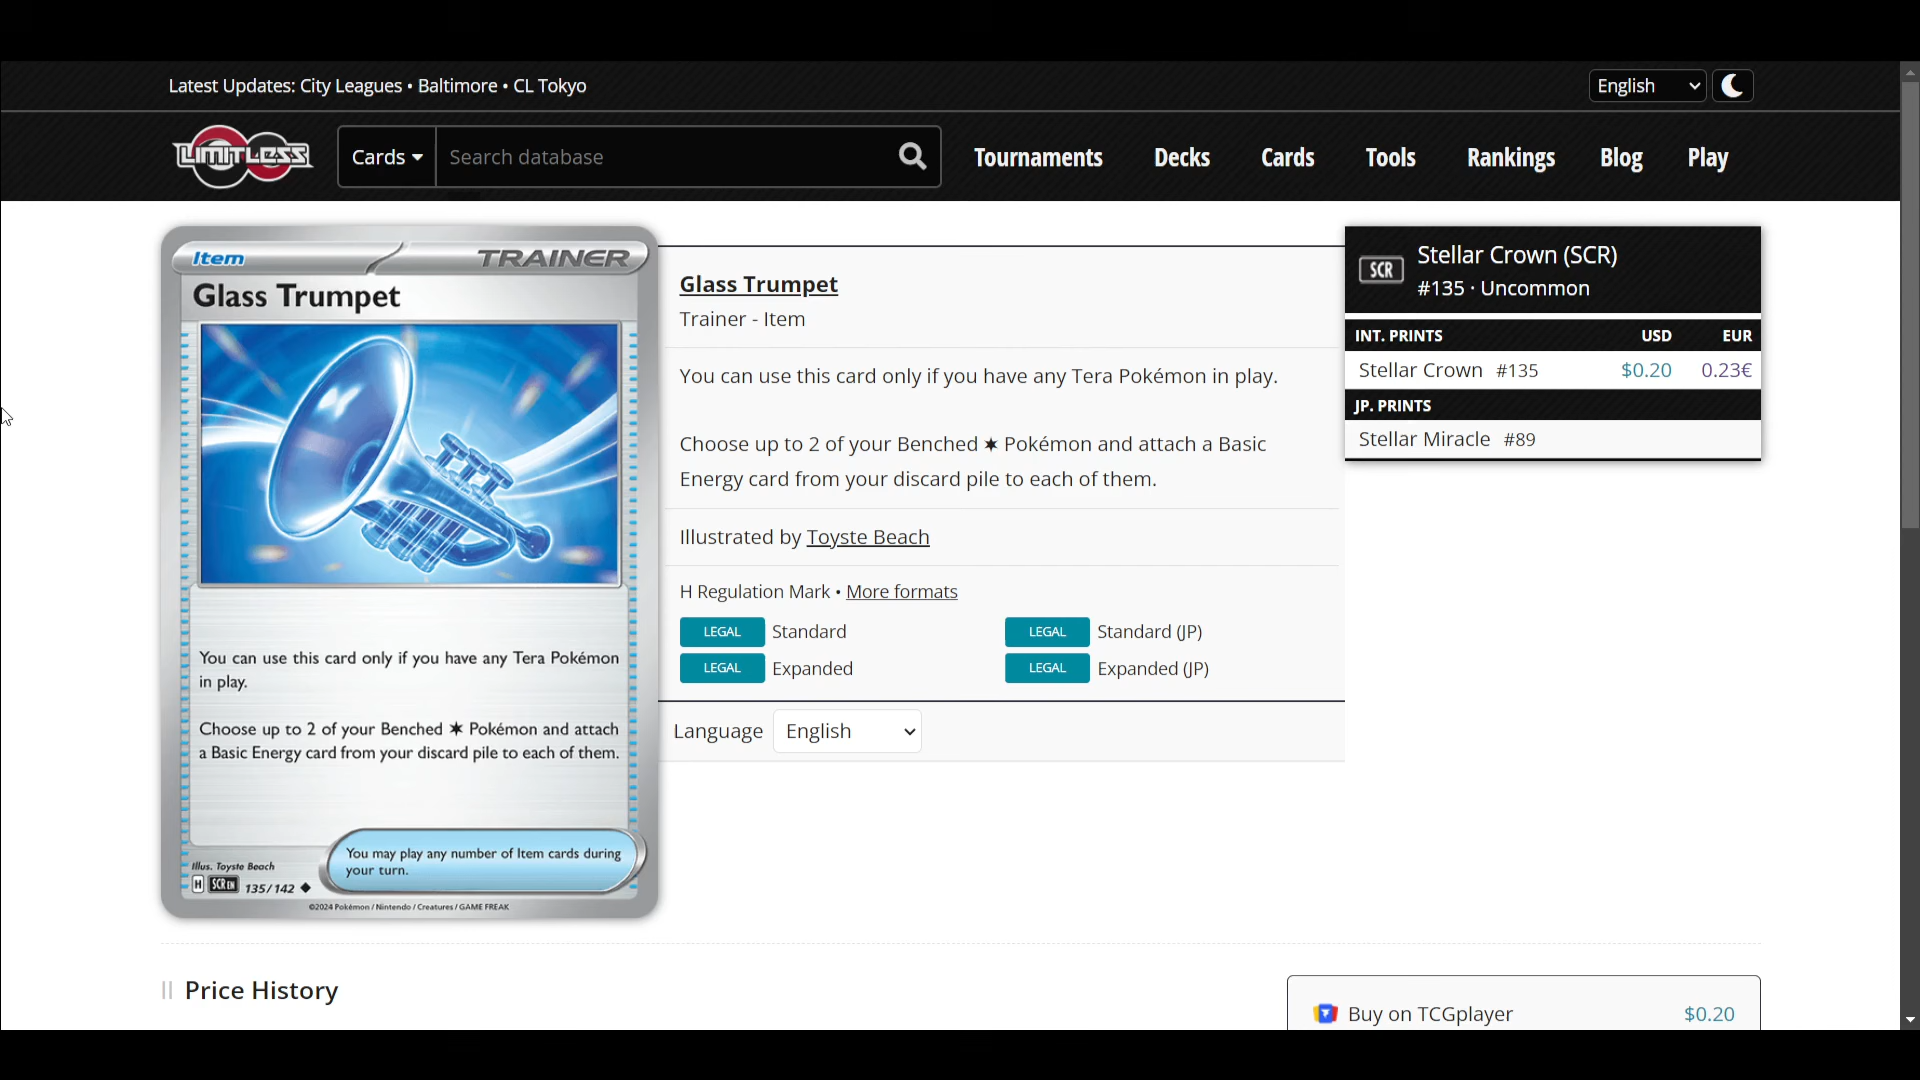 Latest Updates: City Leagues • Baltimore • CL Tokyo
English
LIMITLESS
Cards
Search database
Tournaments
Decks
Cards
Tools
Rankings
Blog
Play
Item
TRAINER
Glass Trumpet
You can use this card only if you have any Tera Pokémon
in play.
Choose up to 2 of your Benched ✶ Pokémon and attach
a Basic Energy card from your discard pile to each of them.
You may play any number of Item cards during
your turn.
Illus. Toyste Beach
H SCR EN 135/142 ◆
©2024 Pokémon / Nintendo / Creatures / GAME FREAK
Glass Trumpet
Trainer - Item
You can use this card only if you have any Tera Pokémon in play.
Choose up to 2 of your Benched ✶ Pokémon and attach a Basic
Energy card from your discard pile to each of them.
Illustrated by Toyste Beach
H Regulation Mark • More formats
LEGAL Standard
LEGAL Standard (JP)
LEGAL Expanded
LEGAL Expanded (JP)
Language English
SCR
Stellar Crown (SCR)
#135 · Uncommon
INT. PRINTS USD EUR
Stellar Crown #135 $0.20 0.23€
JP. PRINTS
Stellar Miracle #89
Price History
Buy on TCGplayer $0.20